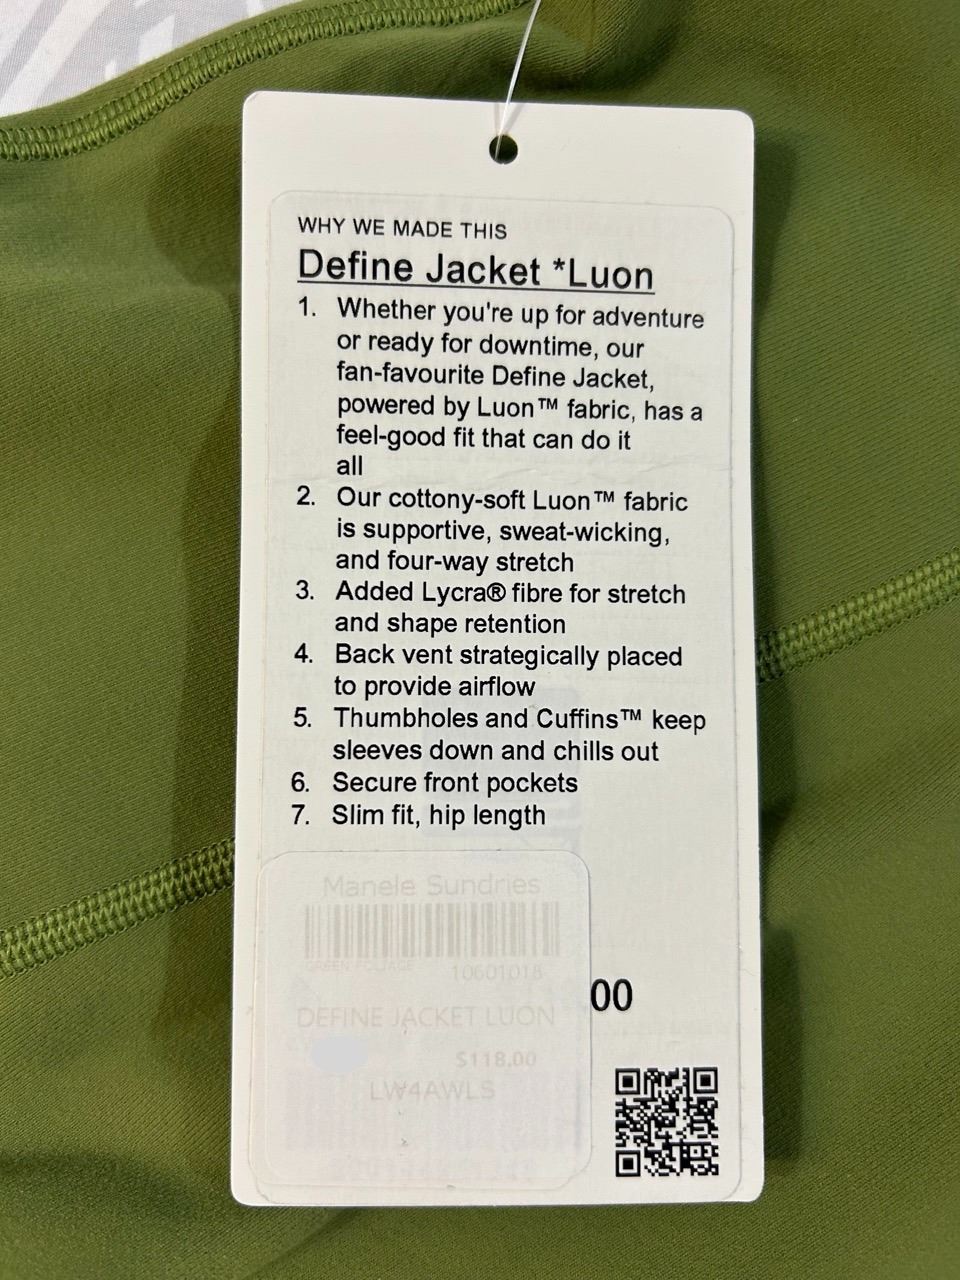 WHY WE MADE THIS
Define Jacket *Luon
1. Whether you're up for adventure
or ready for downtime, our
fan-favourite Define Jacket,
powered by Luon™ fabric, has a
feel-good fit that can do it
all
2. Our cottony-soft Luon™ fabric
is supportive, sweat-wicking,
and four-way stretch
3. Added Lycra® fibre for stretch
and shape retention
4. Back vent strategically placed
to provide airflow
5. Thumbholes and Cuffins™ keep
sleeves down and chills out
6. Secure front pockets
7. Slim fit, hip length
Manele Sundries
GREEN FOLIAGE
10601018
00
DEFINE JACKET LUON
$118.00
LW4AWLS